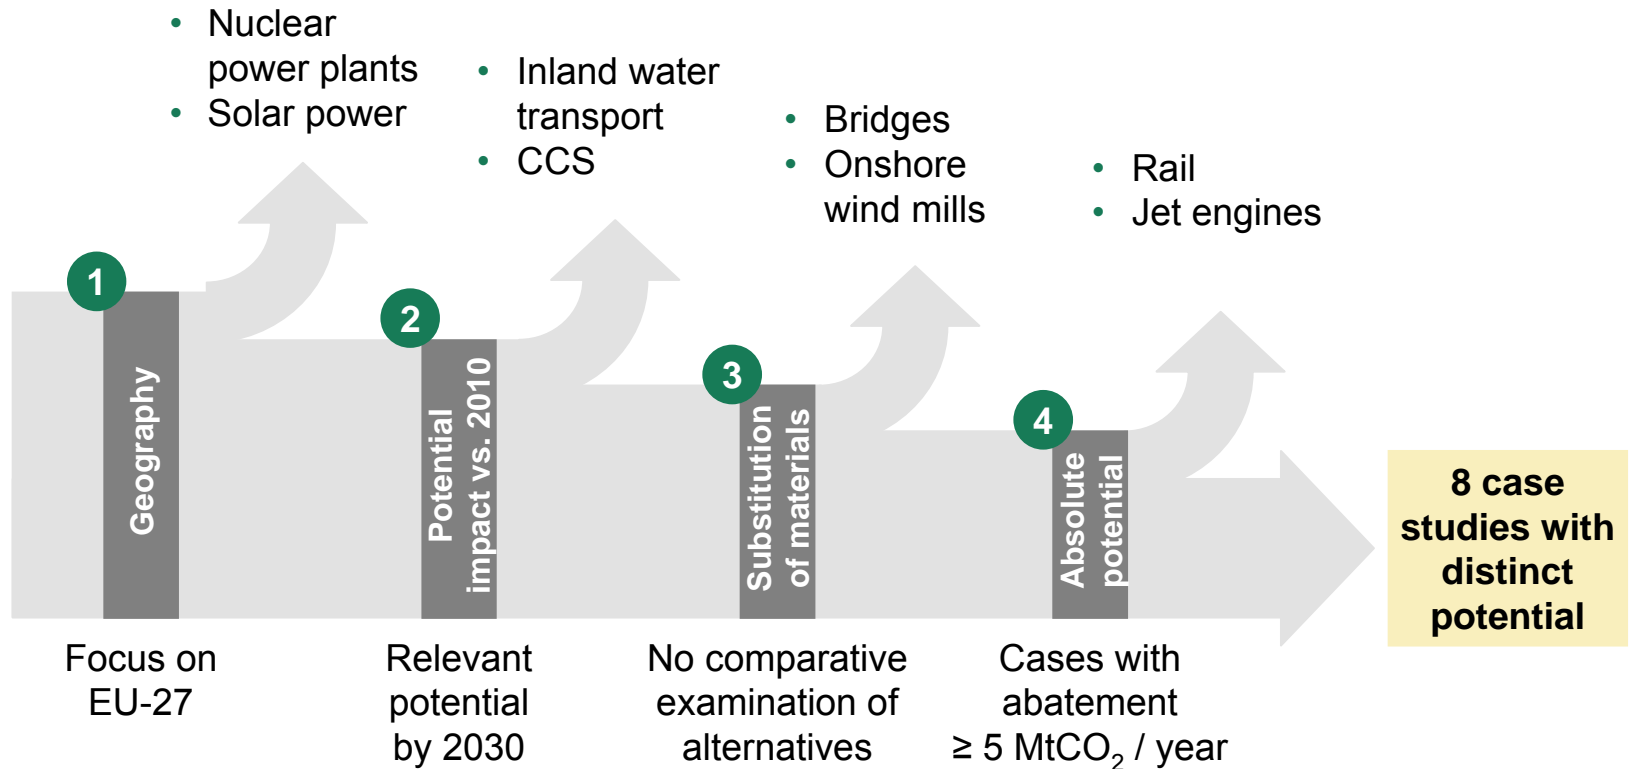 • Nuclear
power plants
• Solar power
• Inland water
transport
• CCS
• Bridges
• Onshore
wind mills
• Rail
• Jet engines
1
Geography
2
Potential
impact vs. 2010
3
Substitution
of materials
4
Absolute
potential
8 case
studies with
distinct
potential
Focus on
EU-27
Relevant
potential
by 2030
No comparative
examination of
alternatives
Cases with
abatement
≥ 5 MtCO₂ / year